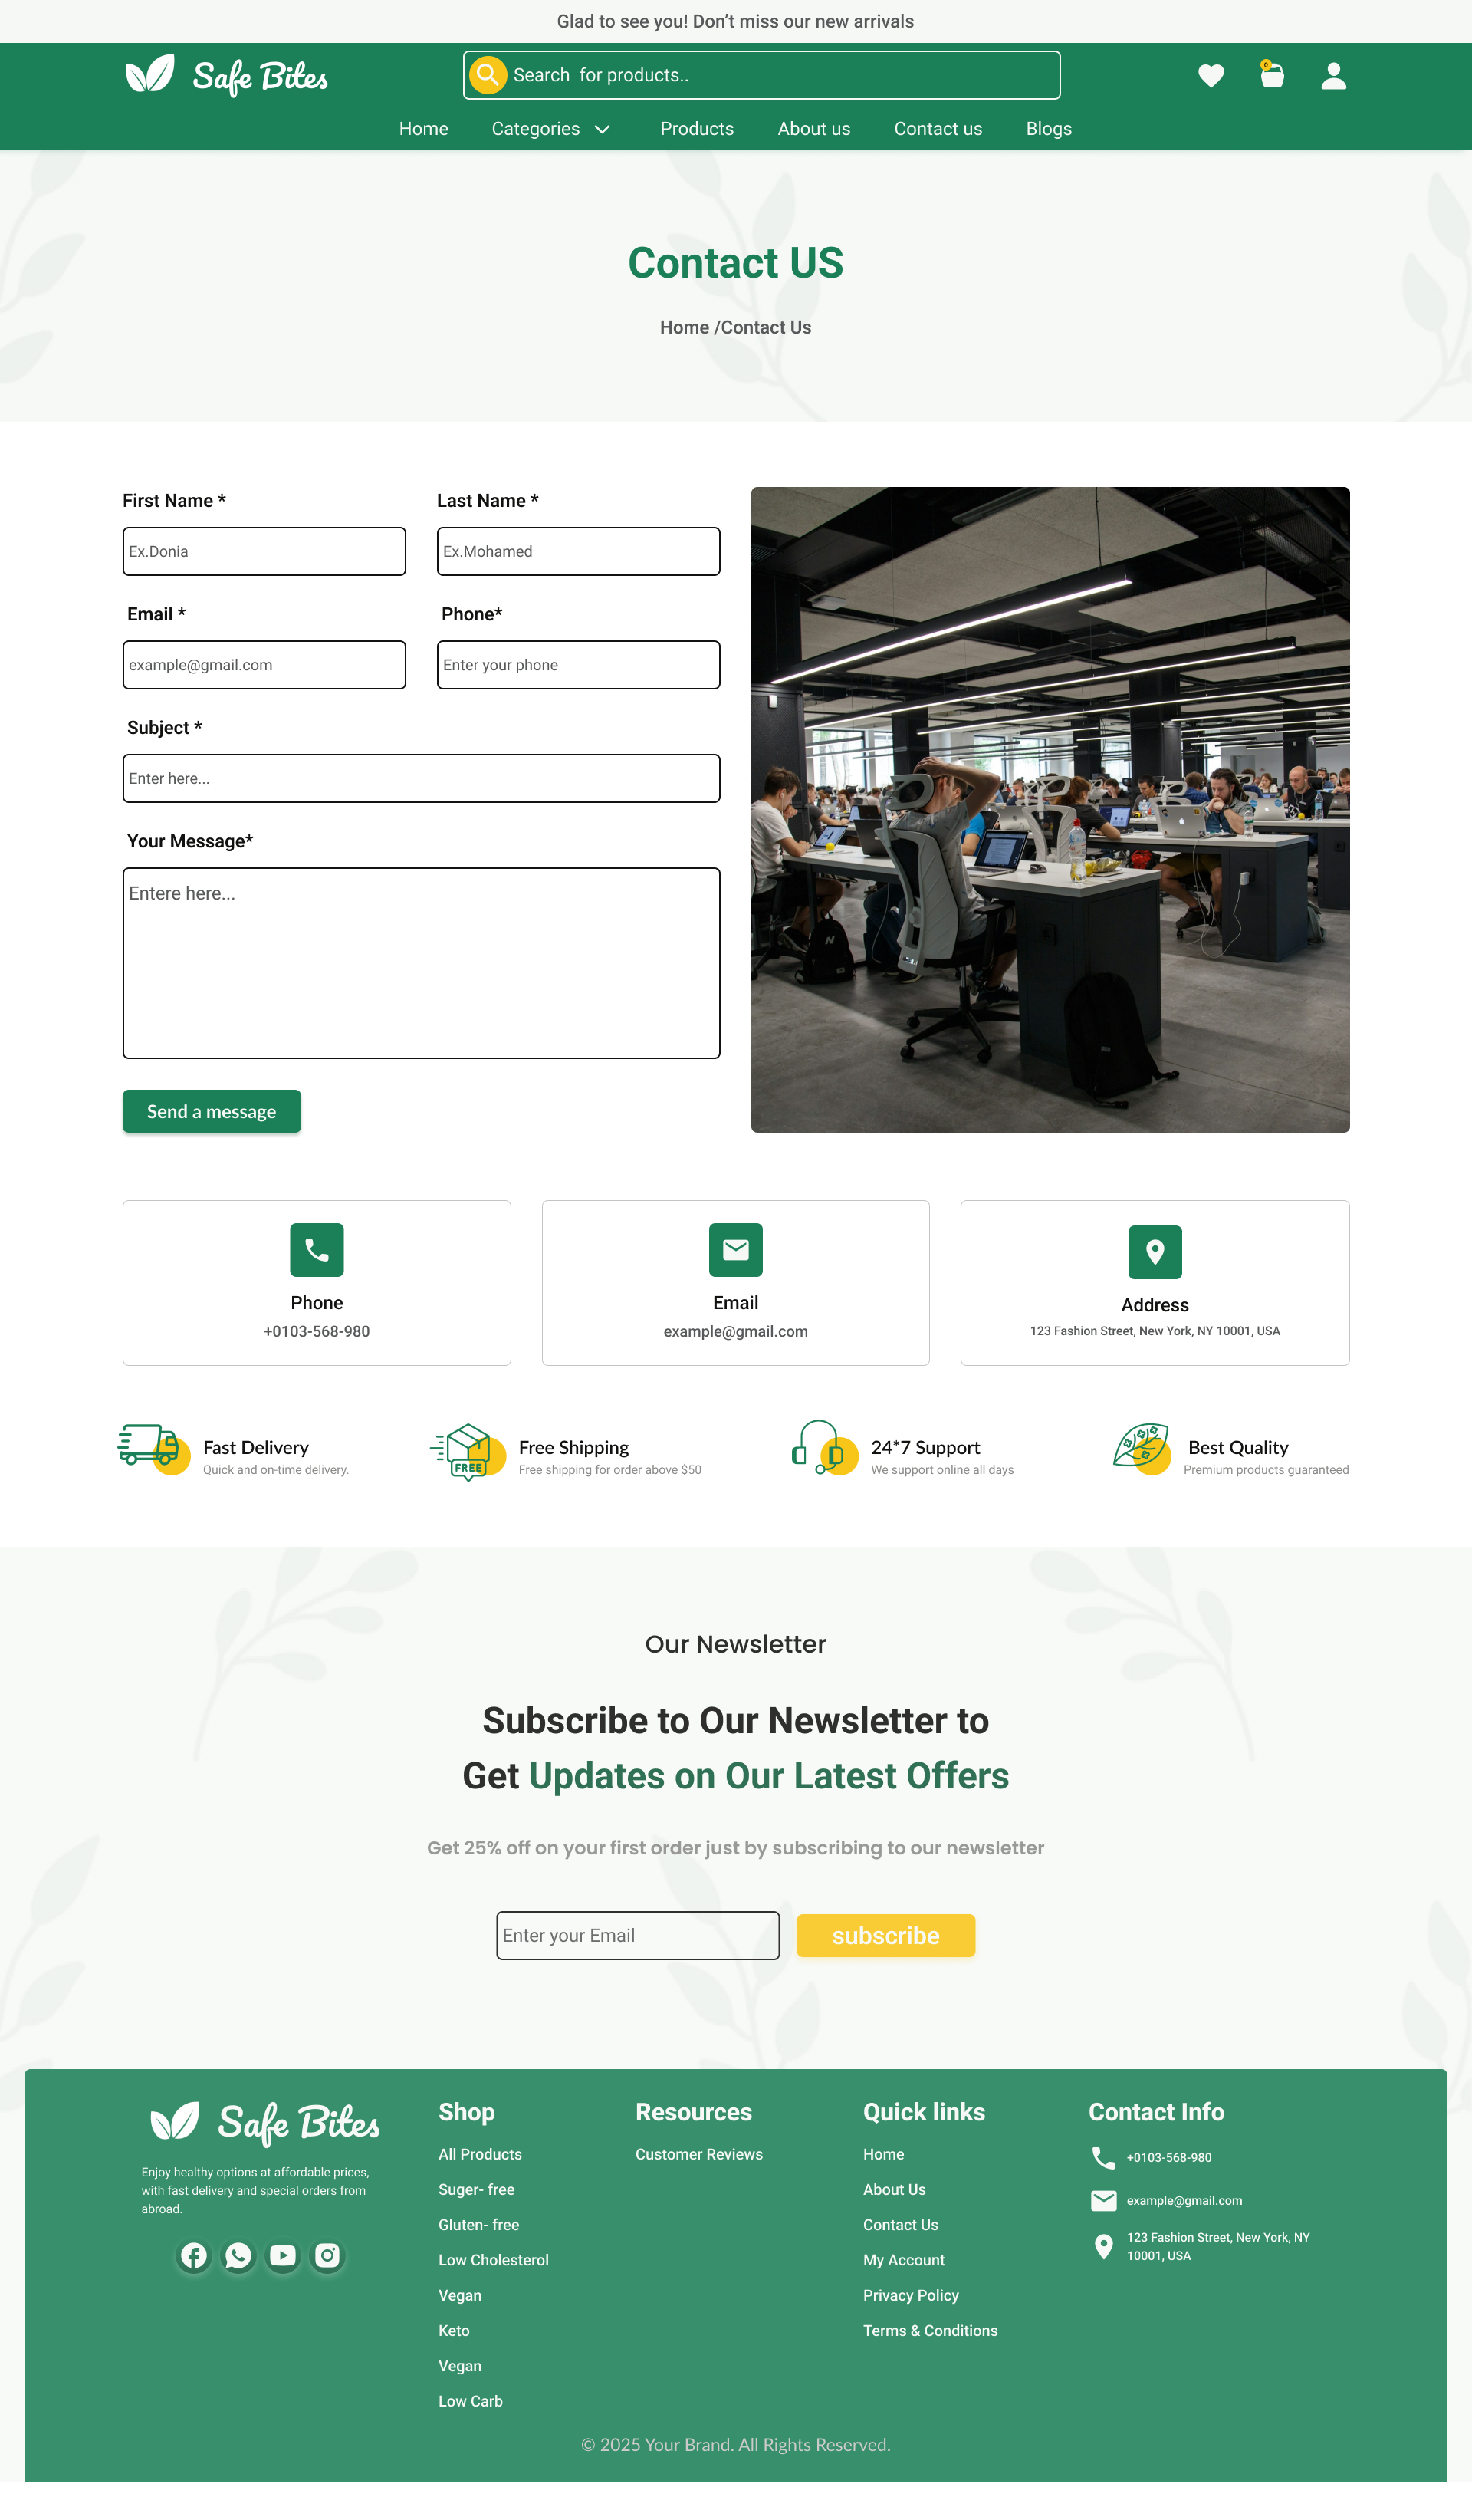 Glad to see you! Don’t miss our new arrivals
Safe Bites
0
Search  for products..
Home
Categories
Products
About us
Contact us
Blogs
Contact US
Home /Contact Us
First Name *
Last Name *
Ex.Donia
Ex.Mohamed
Email *
Phone*
example@gmail.com
Enter your phone
Subject *
Enter here...
Your Message*
Entere here...
Send a message
Phone
+0103-568-980
Email
example@gmail.com
Address
123 Fashion Street, New York, NY 10001, USA
Fast Delivery
Quick and on-time delivery.
FREE
Free Shipping
Free shipping for order above $50
24*7 Support
We support online all days
Best Quality
Premium products guaranteed
Our Newsletter
Subscribe to Our Newsletter to
Get Updates on Our Latest Offers
Get 25% off on your first order just by subscribing to our newsletter
Enter your Email
subscribe
Safe Bites
Enjoy healthy options at affordable prices,
with fast delivery and special orders from
abroad.
Shop
All Products
Suger- free
Gluten- free
Low Cholesterol
Vegan
Keto
Vegan
Low Carb
Resources
Customer Reviews
Quick links
Home
About Us
Contact Us
My Account
Privacy Policy
Terms & Conditions
Contact Info
+0103-568-980
example@gmail.com
123 Fashion Street, New York, NY
10001, USA
© 2025 Your Brand. All Rights Reserved.